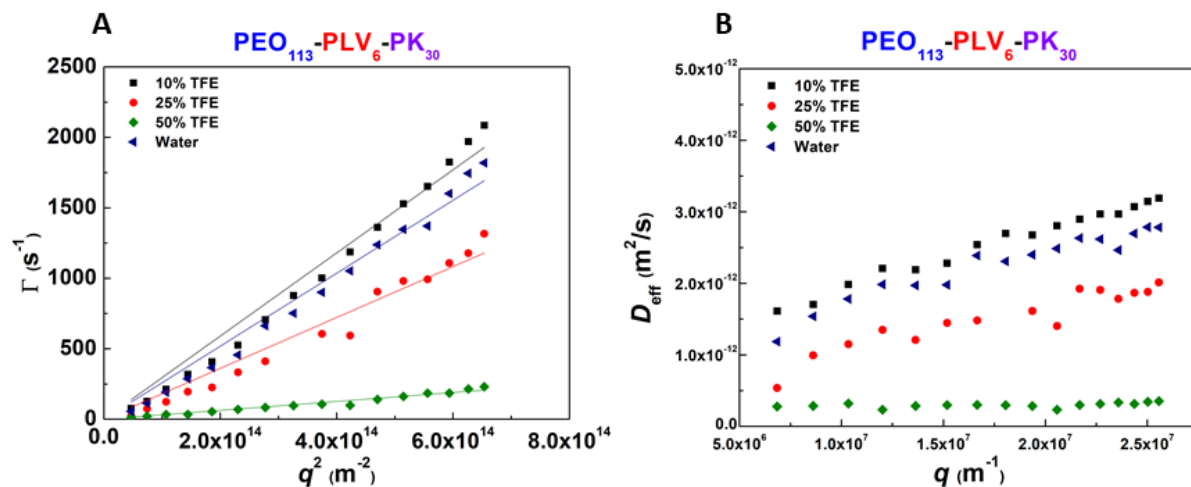 A
PEO113-PLV6-PK30
2500
2000
1500
1000
500
0
10% TFE
25% TFE
50% TFE
Water
Γ (s-1)
0.0 2.0x10^14 4.0x10^14 6.0x10^14 8.0x10^14
q2 (m-2)
B
PEO113-PLV6-PK30
5.0x10-12
4.0x10-12
3.0x10-12
2.0x10-12
1.0x10-12
0.0
10% TFE
25% TFE
50% TFE
Water
Deff (m2/s)
5.0x10^6 1.0x10^7 1.5x10^7 2.0x10^7 2.5x10^7
q (m-1)